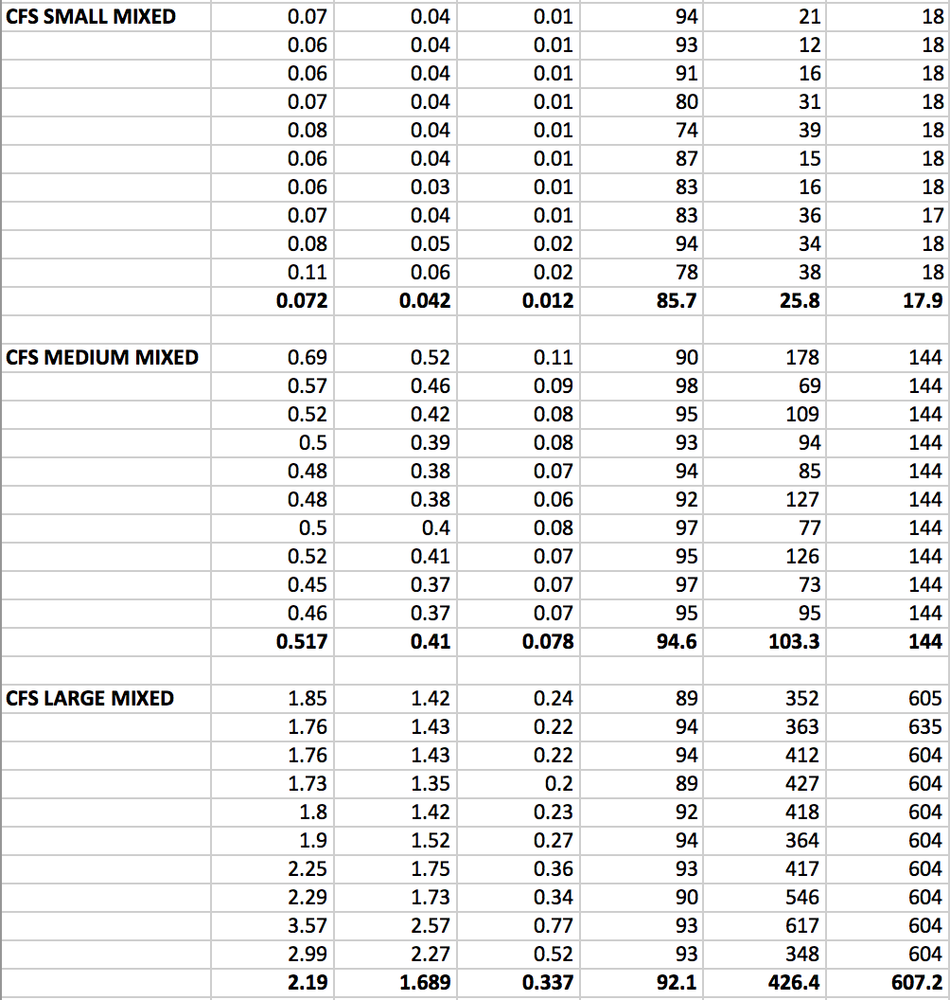 CFS SMALL MIXED 0.07 0.04 0.01 94 21 18
0.06 0.04 0.01 93 12 18
0.06 0.04 0.01 91 16 18
0.07 0.04 0.01 80 31 18
0.08 0.04 0.01 74 39 18
0.06 0.04 0.01 87 15 18
0.06 0.03 0.01 83 16 18
0.07 0.04 0.01 83 36 17
0.08 0.05 0.02 94 34 18
0.11 0.06 0.02 78 38 18
0.072 0.042 0.012 85.7 25.8 17.9
CFS MEDIUM MIXED 0.69 0.52 0.11 90 178 144
0.57 0.46 0.09 98 69 144
0.52 0.42 0.08 95 109 144
0.5 0.39 0.08 93 94 144
0.48 0.38 0.07 94 85 144
0.48 0.38 0.06 92 127 144
0.5 0.4 0.08 97 77 144
0.52 0.41 0.07 95 126 144
0.45 0.37 0.07 97 73 144
0.46 0.37 0.07 95 95 144
0.517 0.41 0.078 94.6 103.3 144
CFS LARGE MIXED 1.85 1.42 0.24 89 352 605
1.76 1.43 0.22 94 363 635
1.76 1.43 0.22 94 412 604
1.73 1.35 0.2 89 427 604
1.8 1.42 0.23 92 418 604
1.9 1.52 0.27 94 364 604
2.25 1.75 0.36 93 417 604
2.29 1.73 0.34 90 546 604
3.57 2.57 0.77 93 617 604
2.99 2.27 0.52 93 348 604
2.19 1.689 0.337 92.1 426.4 607.2